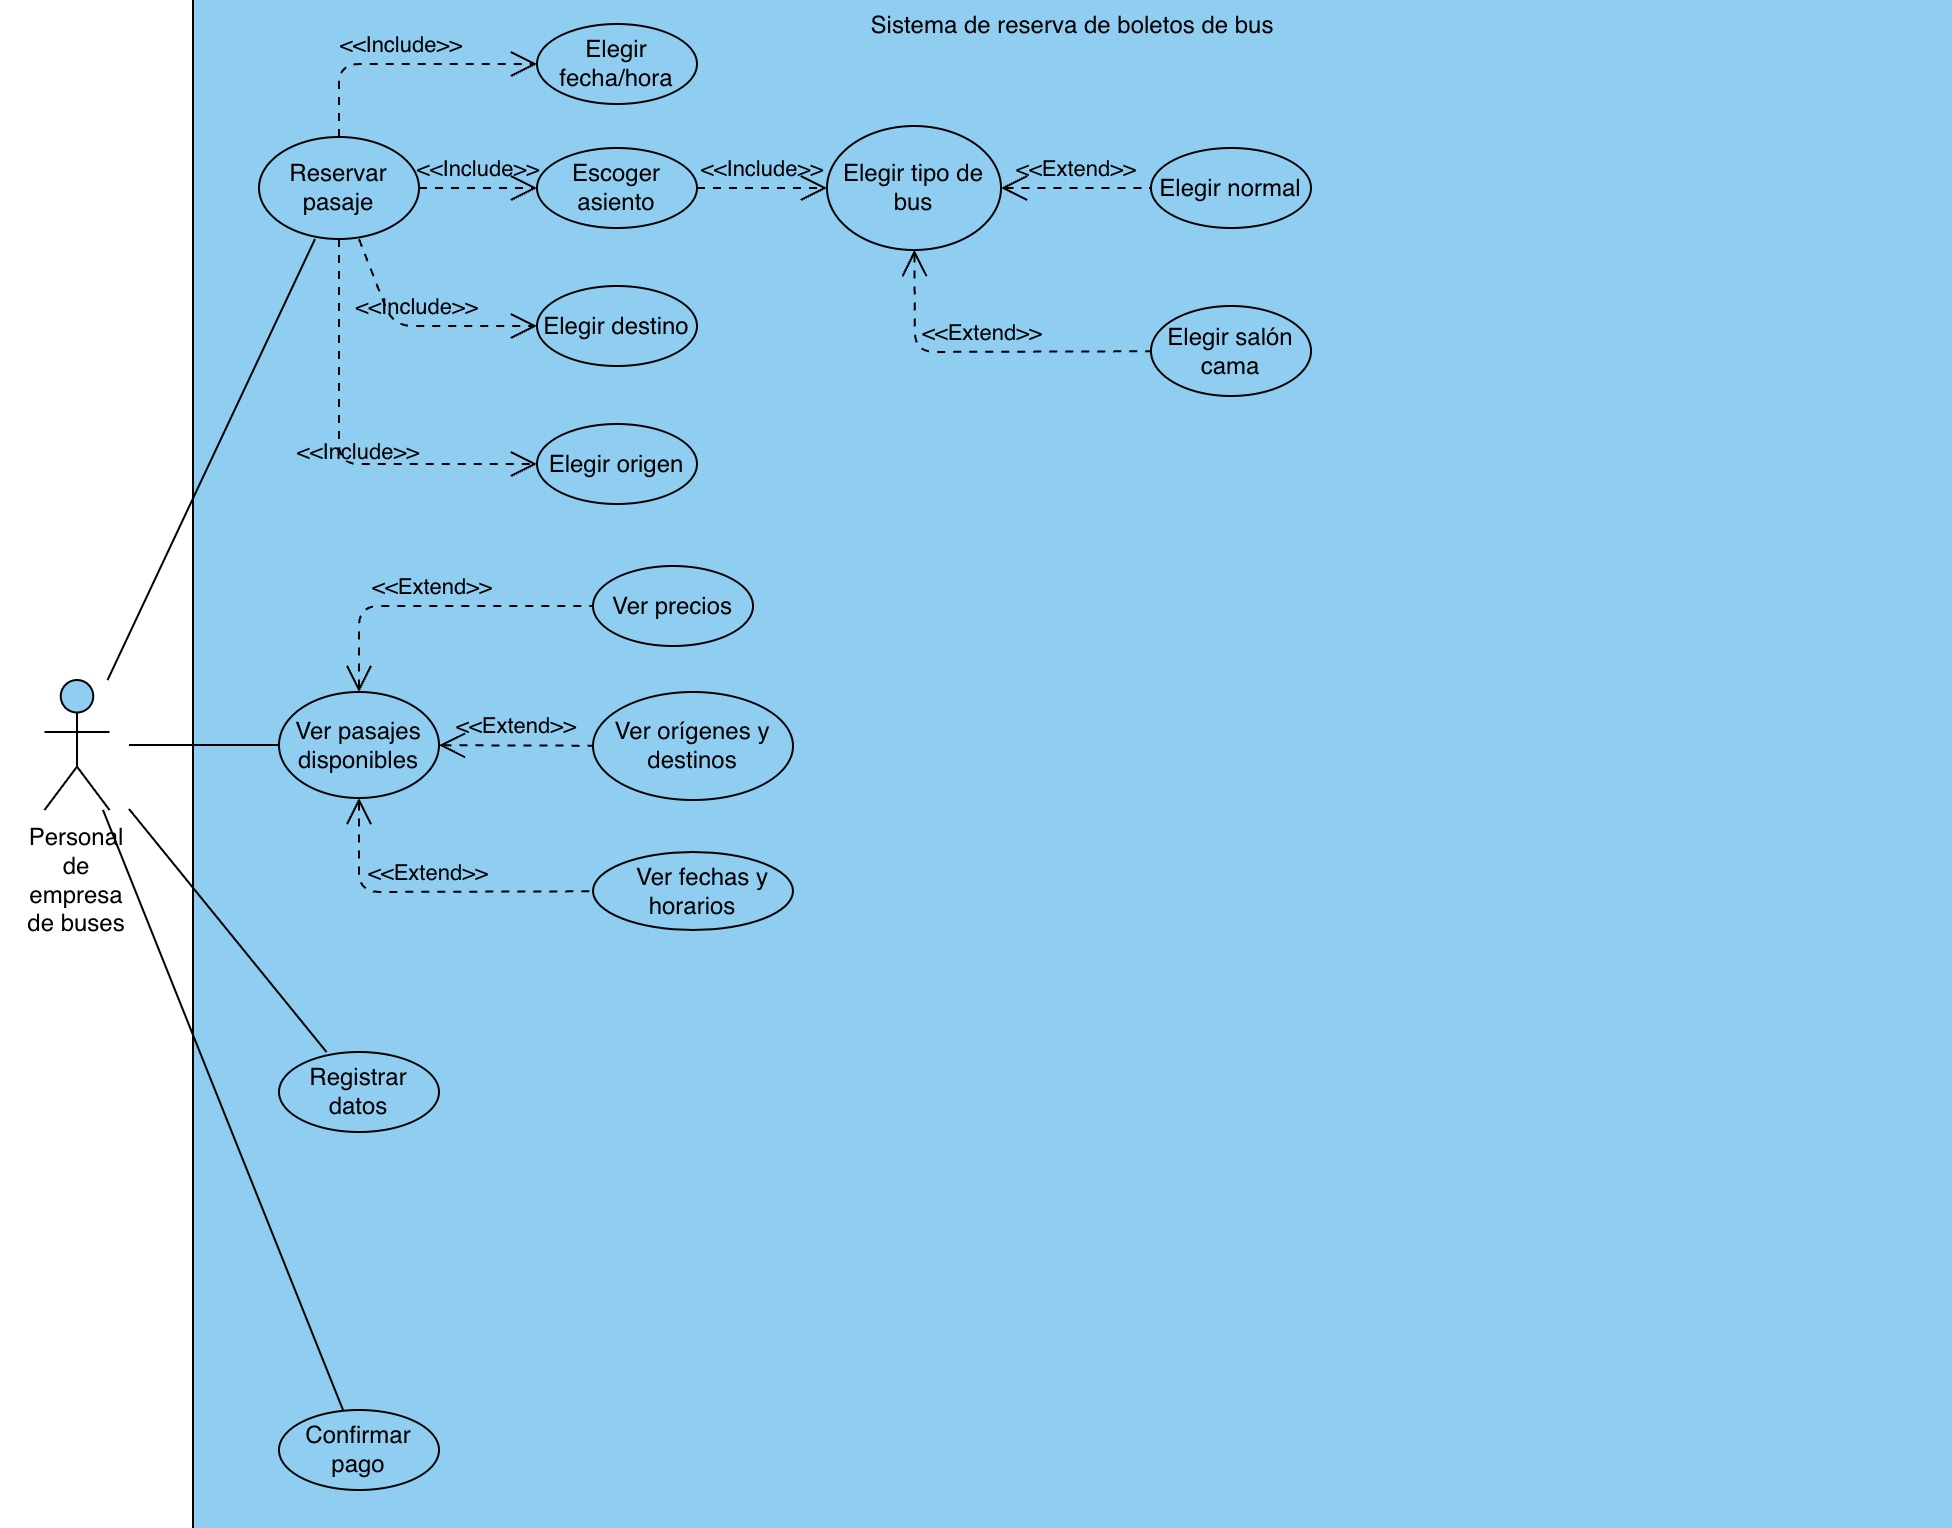 Sistema de reserva de boletos de bus
<<Include>>
Elegir
fecha/hora
Reservar
pasaje
<<Include>>
Escoger
asiento
<<Include>>
Elegir tipo de
bus
<<Extend>>
Elegir normal
<<Include>>
Elegir destino
<<Extend>>
Elegir salón
cama
<<Include>>
Elegir origen
<<Extend>>
Ver precios
Ver pasajes
disponibles
<<Extend>>
Ver orígenes y
destinos
<<Extend>>
Ver fechas y
horarios
Personal
de
empresa
de buses
Registrar
datos
Confirmar
pago